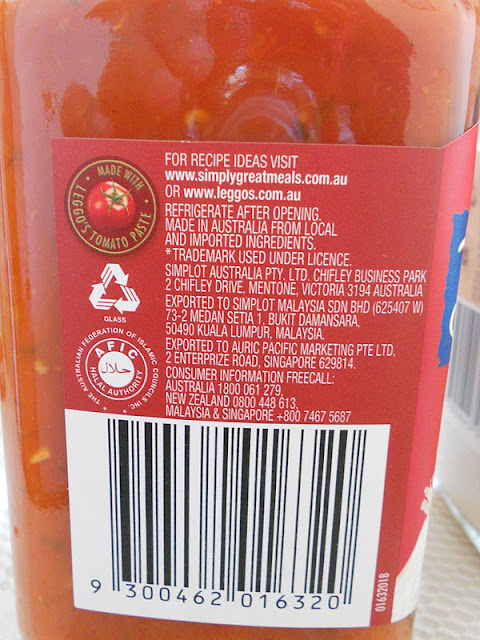 FOR RECIPE IDEAS VISIT
www.simplygreatmeals.com.au
OR www.leggos.com.au
REFRIGERATE AFTER OPENING.
MADE IN AUSTRALIA FROM LOCAL
AND IMPORTED INGREDIENTS.
*TRADEMARK USED UNDER LICENCE.
SIMPLOT AUSTRALIA PTY. LTD. CHIFLEY BUSINESS PARK
2 CHIFLEY DRIVE, MENTONE, VICTORIA 3194 AUSTRALIA
EXPORTED TO SIMPLOT MALAYSIA SDN BHD (625407 W)
73-2 MEDAN SETIA 1, BUKIT DAMANSARA,
50490 KUALA LUMPUR, MALAYSIA.
EXPORTED TO AURIC PACIFIC MARKETING PTE LTD,
2 ENTERPRIZE ROAD, SINGAPORE 629814.
CONSUMER INFORMATION FREECALL:
AUSTRALIA 1800 061 279,
NEW ZEALAND 0800 448 613,
MALAYSIA & SINGAPORE +800 7467 5687
• MADE WITH •
LEGGO'S TOMATO PASTE
GLASS
• THE AUSTRALIAN FEDERATION OF ISLAMIC COUNCILS INC. •
AFIC
حلال
HALAL AUTHORITY
9 300462 016320
0163201B